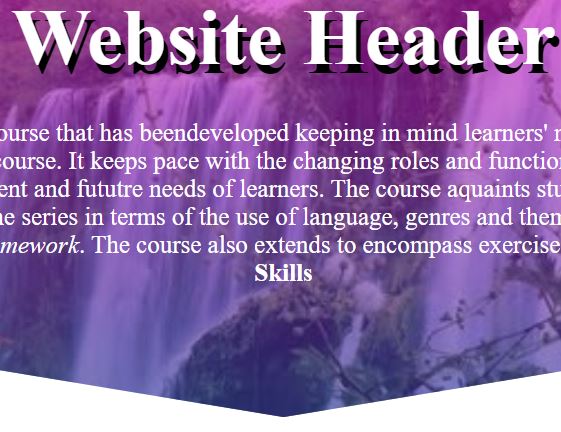 Website Header
ourse that has beendeveloped keeping in mind learners'
course. It keeps pace with the changing roles and function
ent and fututre needs of learners. The course aquaints stu
he series in terms of the use of language, genres and them
mework. The course also extends to encompass exercise
Skills